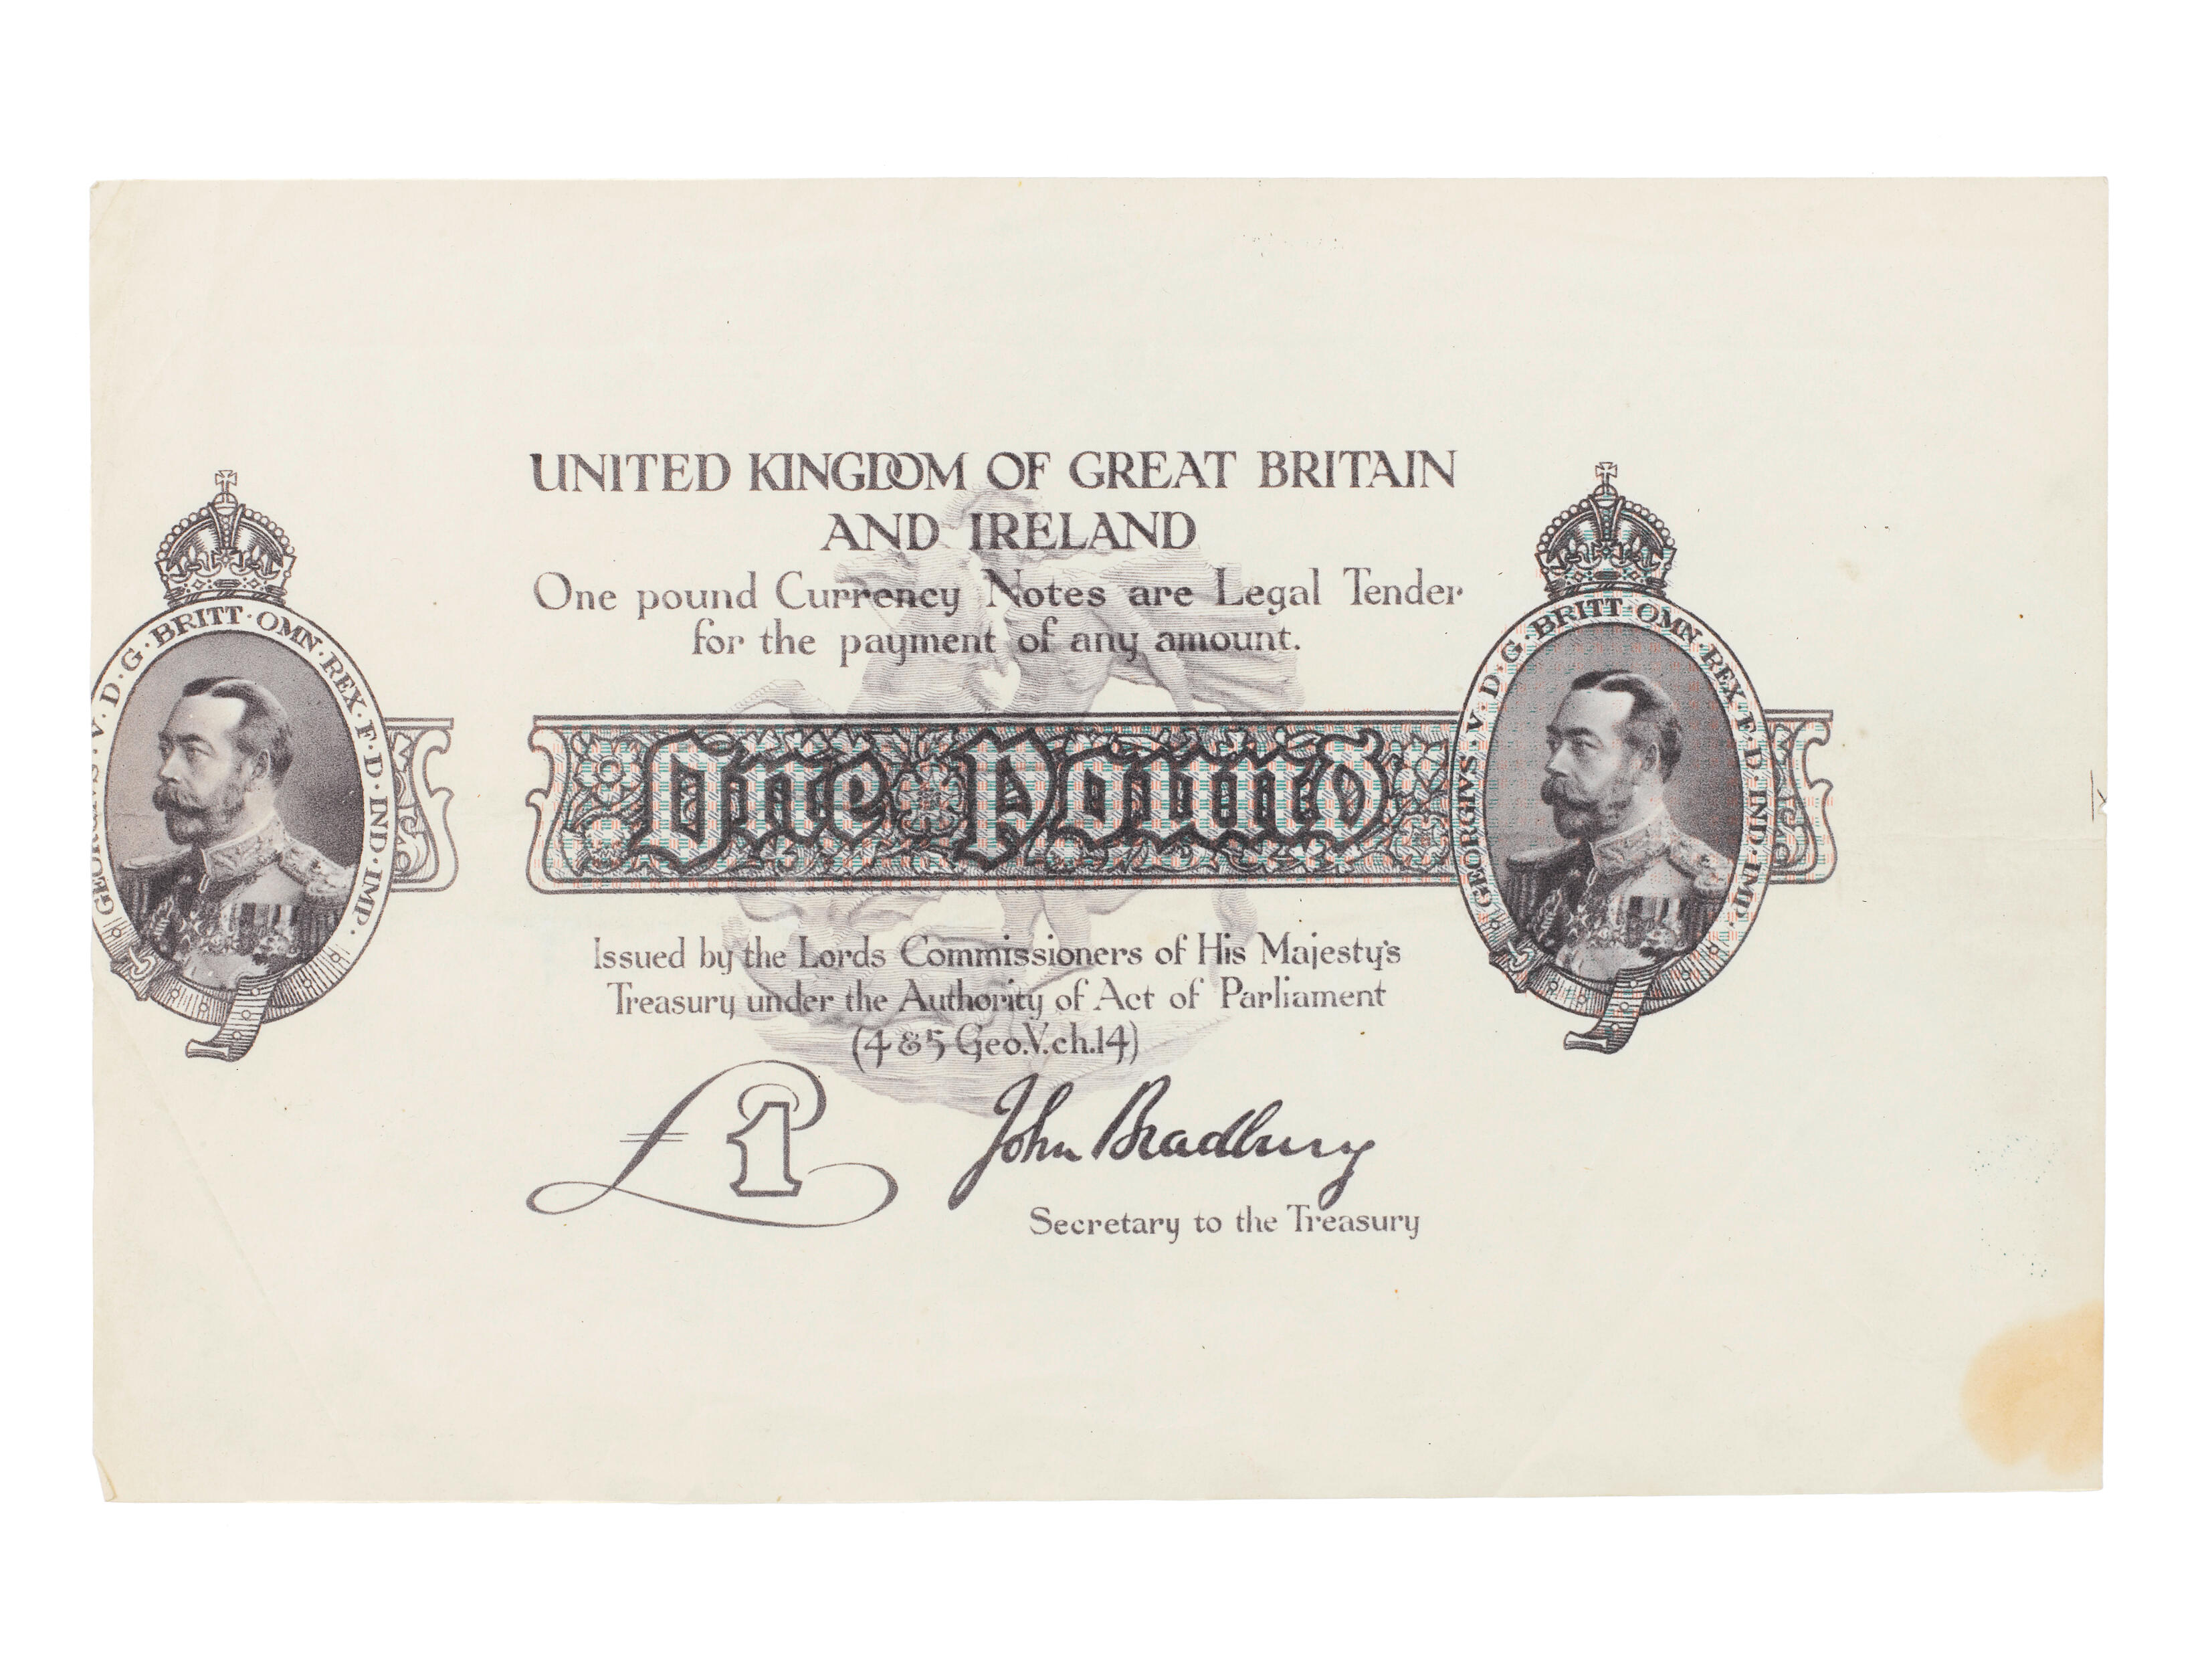 UNITED KINGDOM OF GREAT BRITAIN
AND IRELAND
One pound Currency Notes are Legal Tender
for the payment of any amount.
GEORGIVS·V·D·G·BRITT·OMN·REX·F·D·IND·IMP·
One Pound
GEORGIVS·V·D·G·BRITT·OMN·REX·F·D·IND·IMP·
Issued by the Lords Commissioners of His Majesty's
Treasury under the Authority of Act of Parliament
(4 & 5 Geo.V.ch.14)
£1
John Bradbury
Secretary to the Treasury